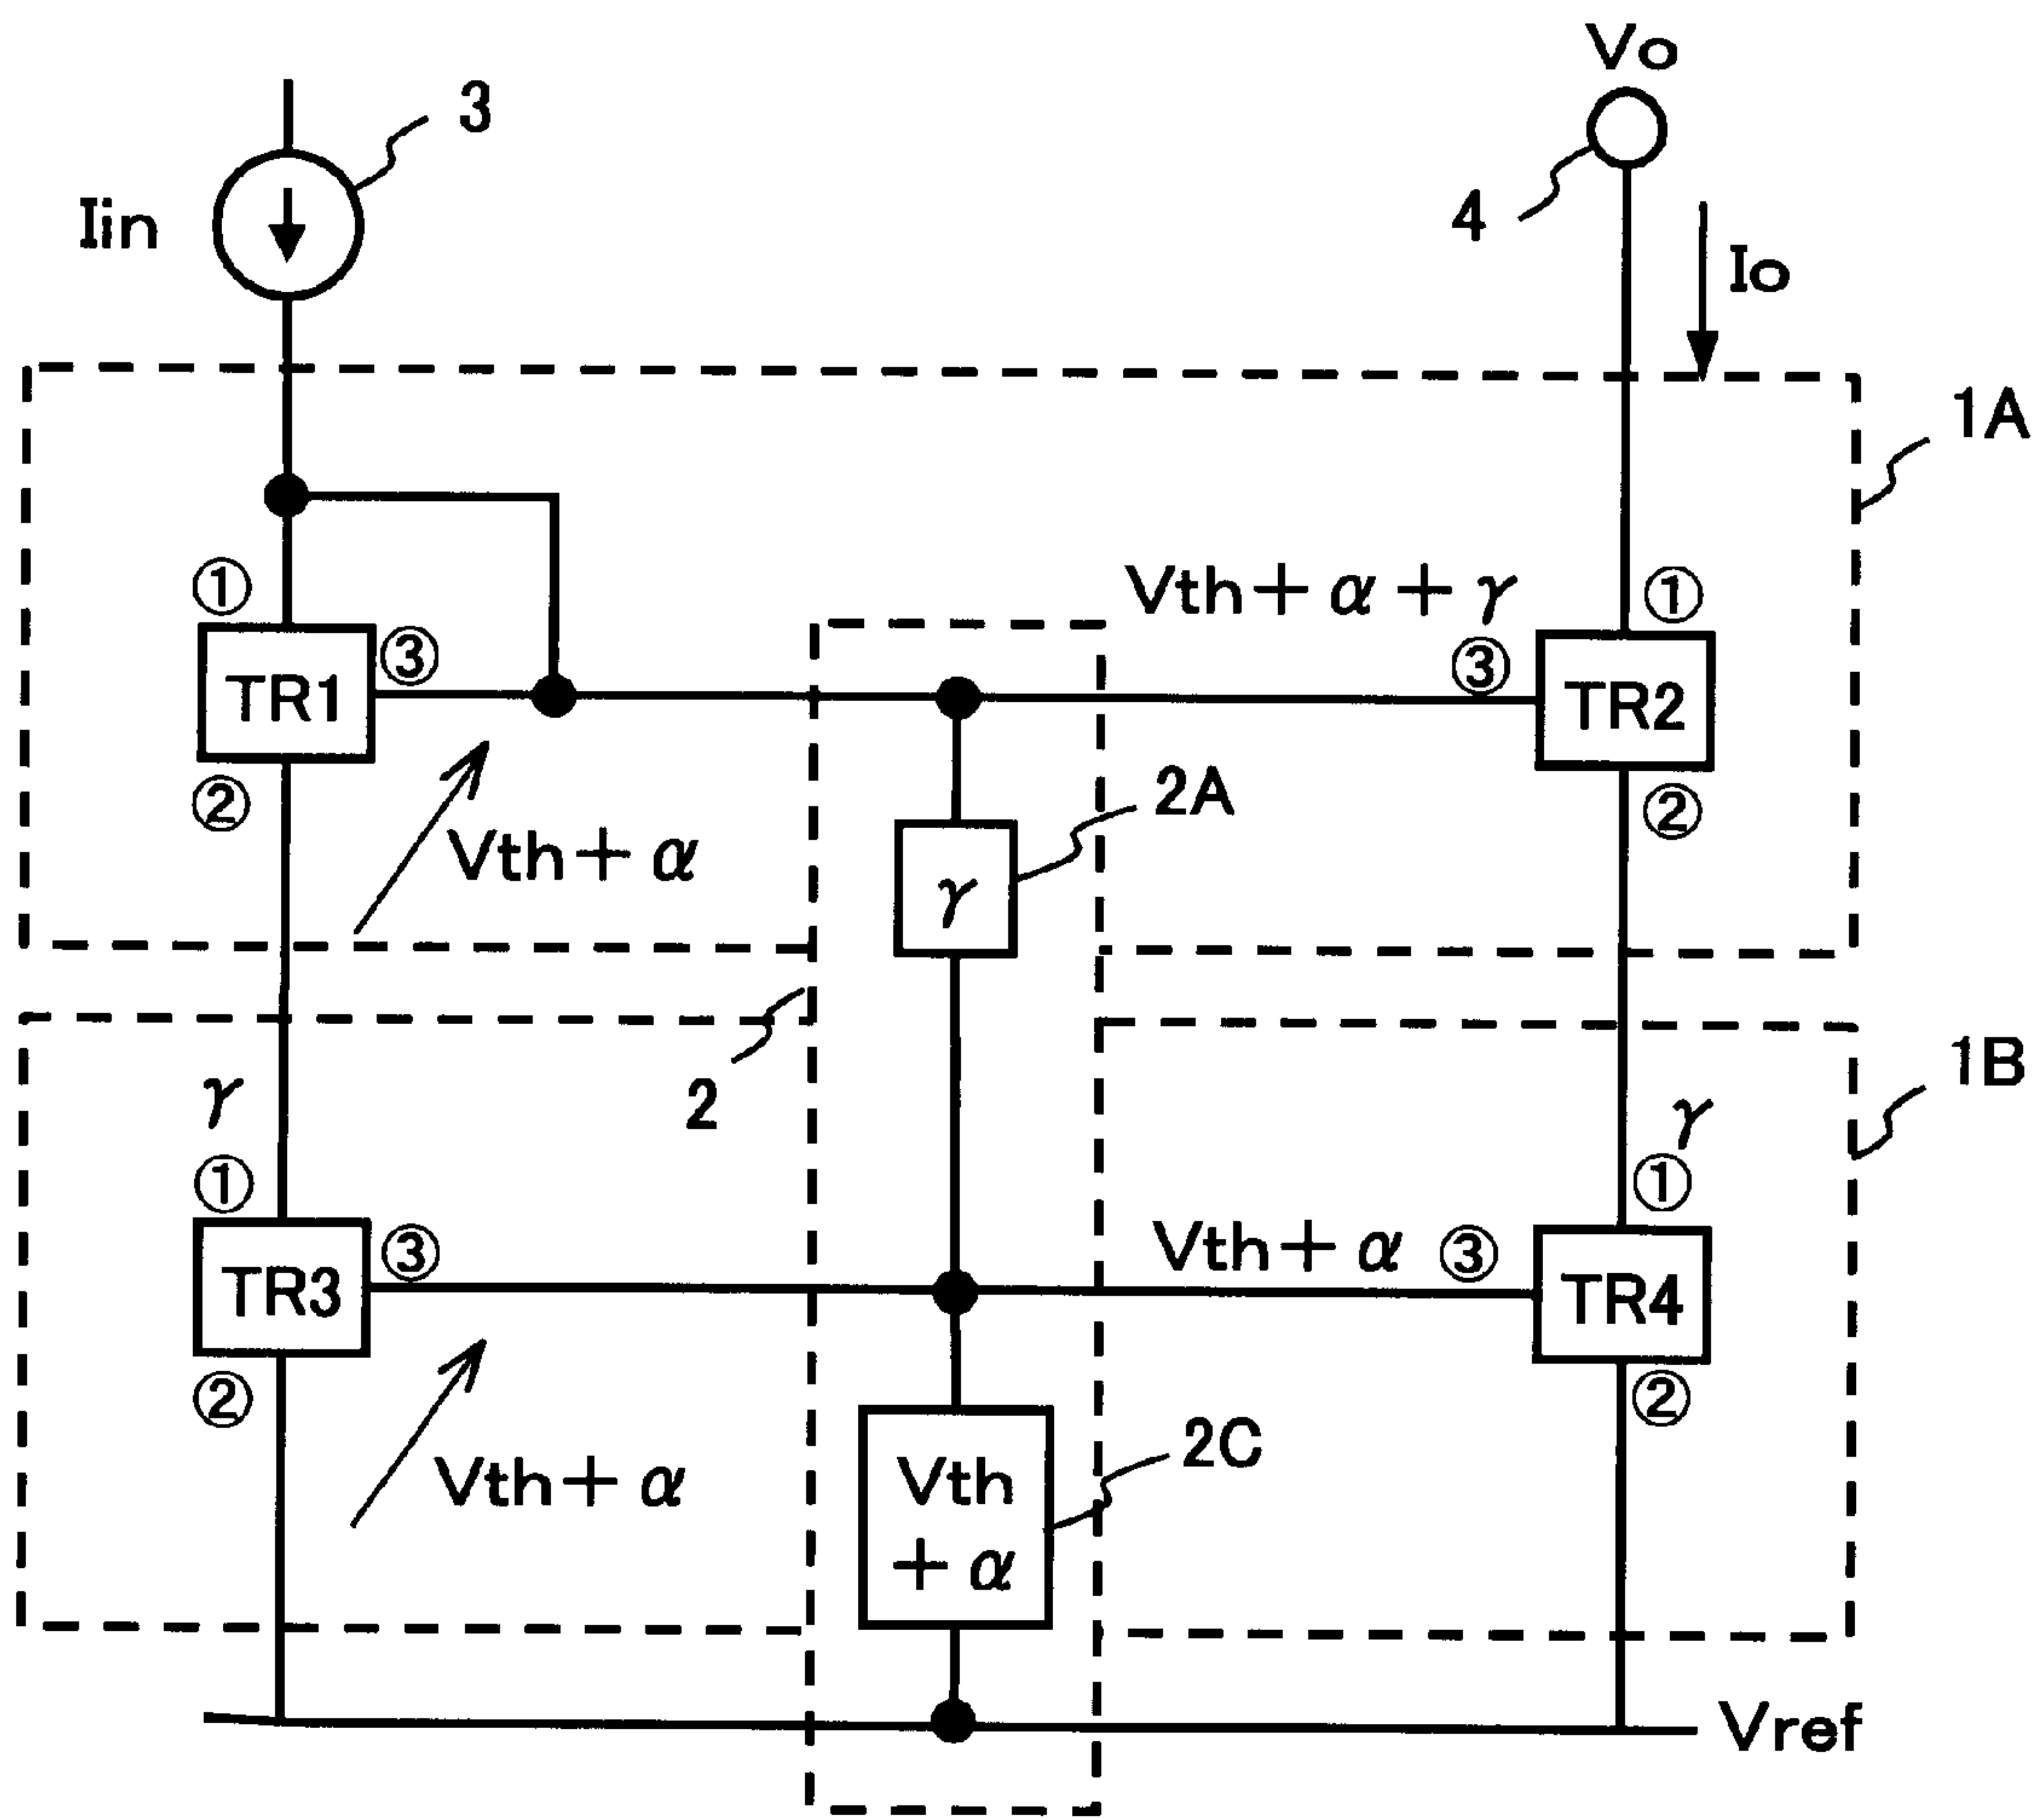 Vo
3
Iin
4
Io
1A
①
Vth+α+γ
①
③
③
TR1
TR2
2A
②
②
Vth+α
γ
1B
γ
2
γ
①
①
Vth+α
③
③
TR3
TR4
②
②
2C
Vth+α
Vth
+α
Vref